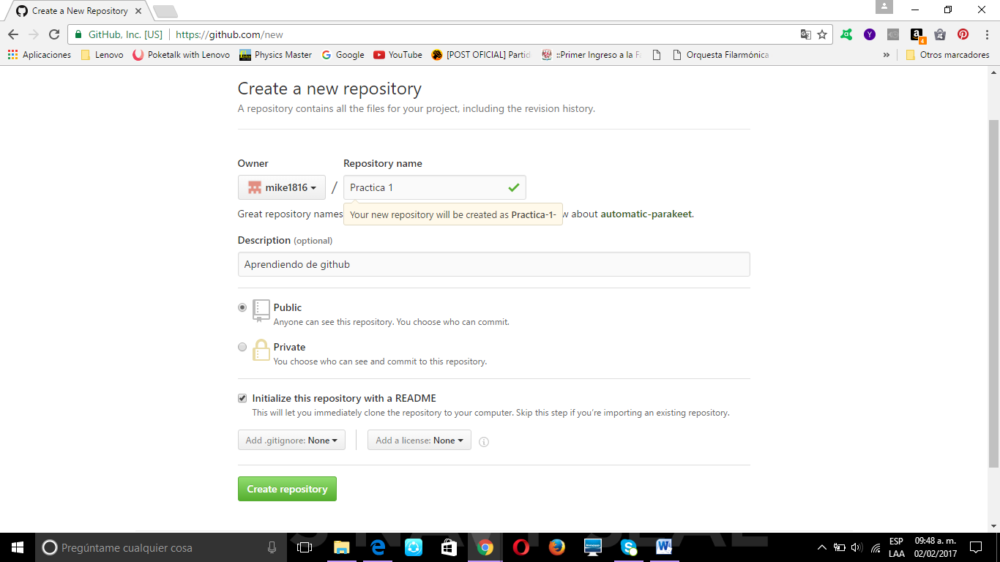 Create a New Repository
GitHub, Inc. [US] https://github.com/new
Aplicaciones Lenovo Poketalk with Lenovo Physics Master Google YouTube [POST OFICIAL] Partid ::Primer Ingreso a la Fa Orquesta Filarmónica » Otros marcadores
Create a new repository
A repository contains all the files for your project, including the revision history.
Owner Repository name
mike1816 / Practica 1
Great repository names Your new repository will be created as Practica-1- w about automatic-parakeet.
Description (optional)
Aprendiendo de github
Public
Anyone can see this repository. You choose who can commit.
Private
You choose who can see and commit to this repository.
Initialize this repository with a README
This will let you immediately clone the repository to your computer. Skip this step if you're importing an existing repository.
Add .gitignore: None Add a license: None
Create repository
Pregúntame cualquier cosa
ESP 09:48 a. m.
LAA 02/02/2017